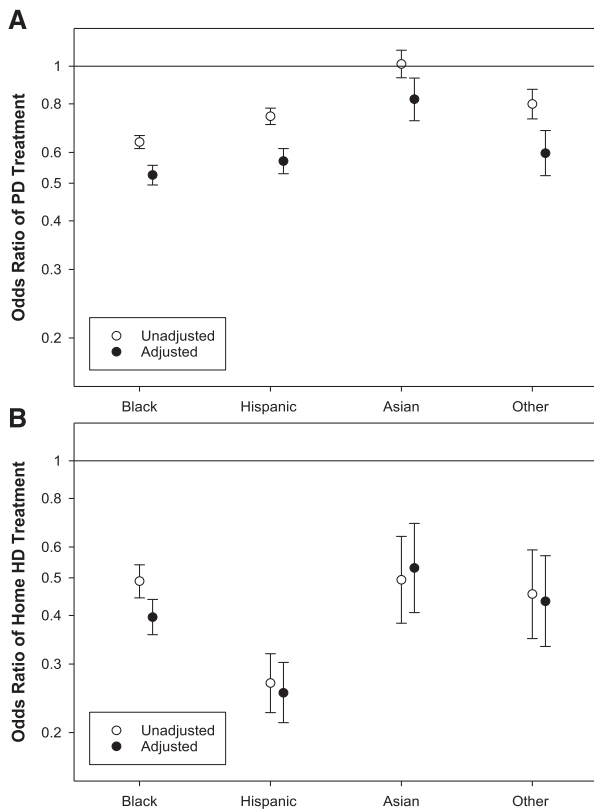 A
Odds Ratio of PD Treatment
1
0.8
0.6
0.5
0.4
0.3
0.2
Unadjusted
Adjusted
Black Hispanic Asian Other
B
Odds Ratio of Home HD Treatment
1
0.8
0.6
0.5
0.4
0.3
0.2
Unadjusted
Adjusted
Black Hispanic Asian Other